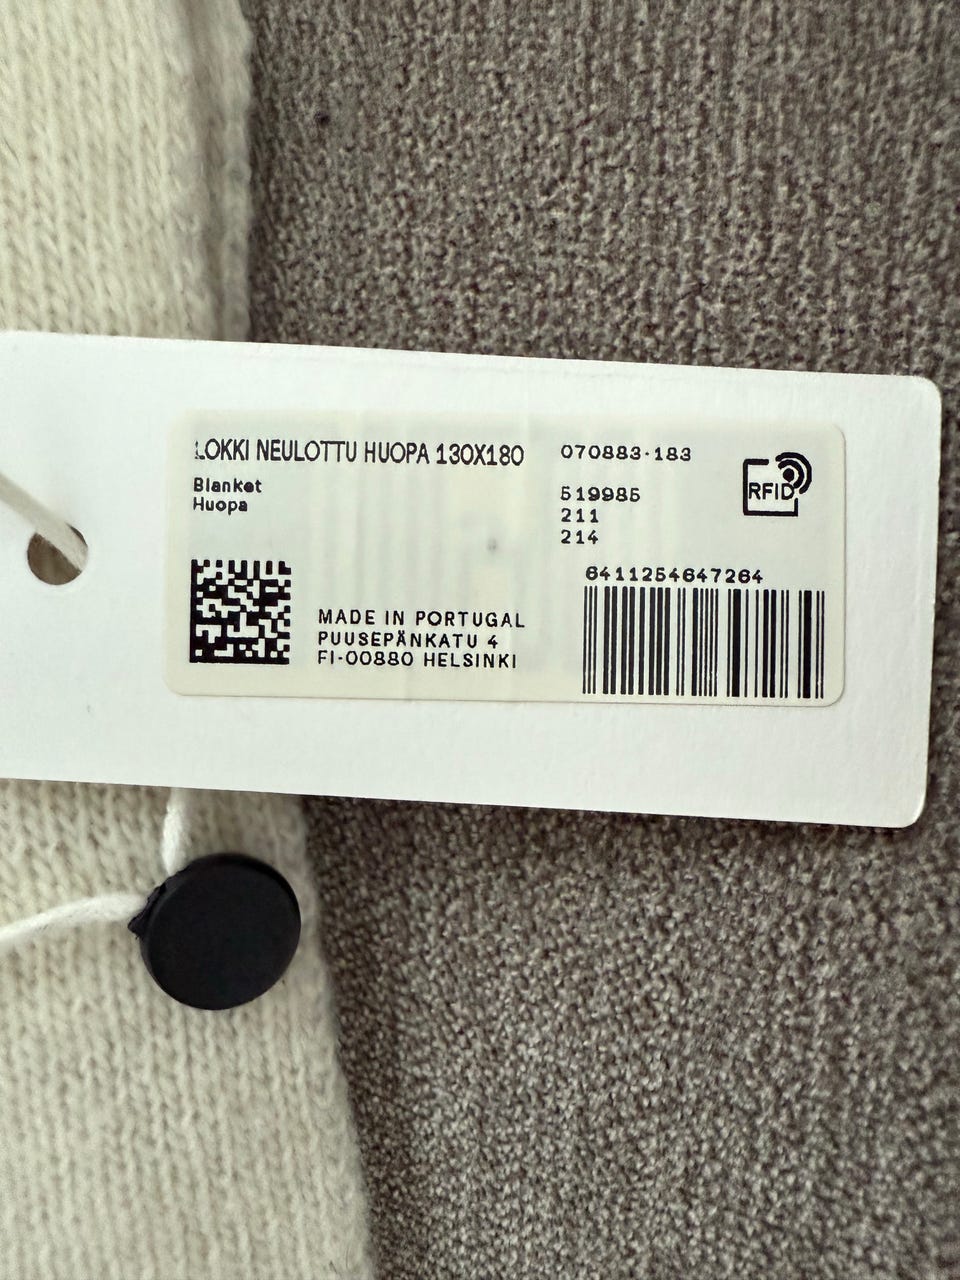 LOKKI NEULOTTU HUOPA 130X180
Blanket
Huopa
070883-183
519985
211
214
RFID
6411254647264
MADE IN PORTUGAL
PUUSEPÄNKATU 4
FI-00880 HELSINKI